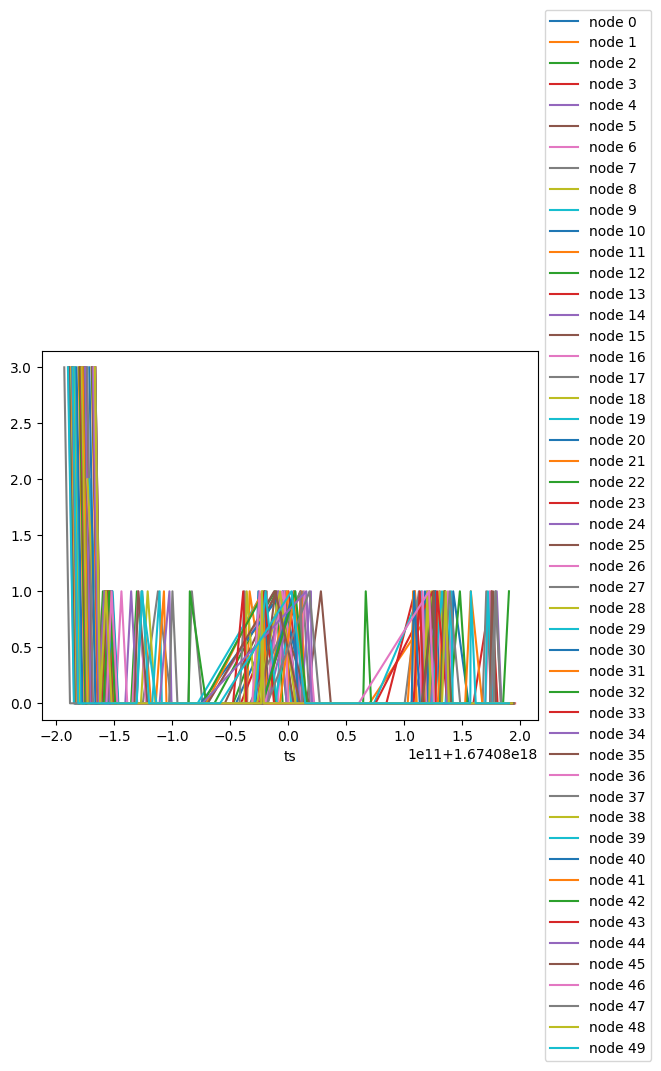 3.0
2.5
2.0
1.5
1.0
0.5
0.0
−2.0 −1.5 −1.0 −0.5 0.0 0.5 1.0 1.5 2.0
ts
1e11+1.67408e18
node 0
node 1
node 2
node 3
node 4
node 5
node 6
node 7
node 8
node 9
node 10
node 11
node 12
node 13
node 14
node 15
node 16
node 17
node 18
node 19
node 20
node 21
node 22
node 23
node 24
node 25
node 26
node 27
node 28
node 29
node 30
node 31
node 32
node 33
node 34
node 35
node 36
node 37
node 38
node 39
node 40
node 41
node 42
node 43
node 44
node 45
node 46
node 47
node 48
node 49